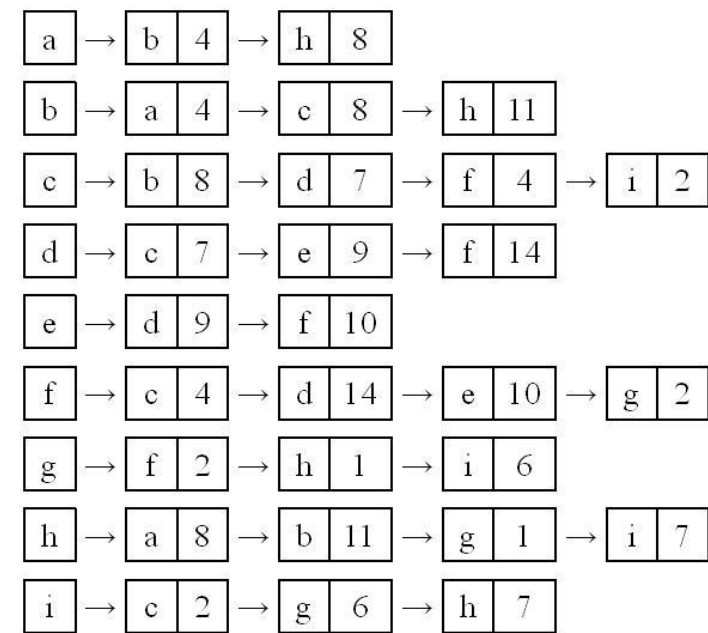 a → b 4 → h 8
b → a 4 → c 8 → h 11
c → b 8 → d 7 → f 4 → i 2
d → c 7 → e 9 → f 14
e → d 9 → f 10
f → c 4 → d 14 → e 10 → g 2
g → f 2 → h 1 → i 6
h → a 8 → b 11 → g 1 → i 7
i → c 2 → g 6 → h 7